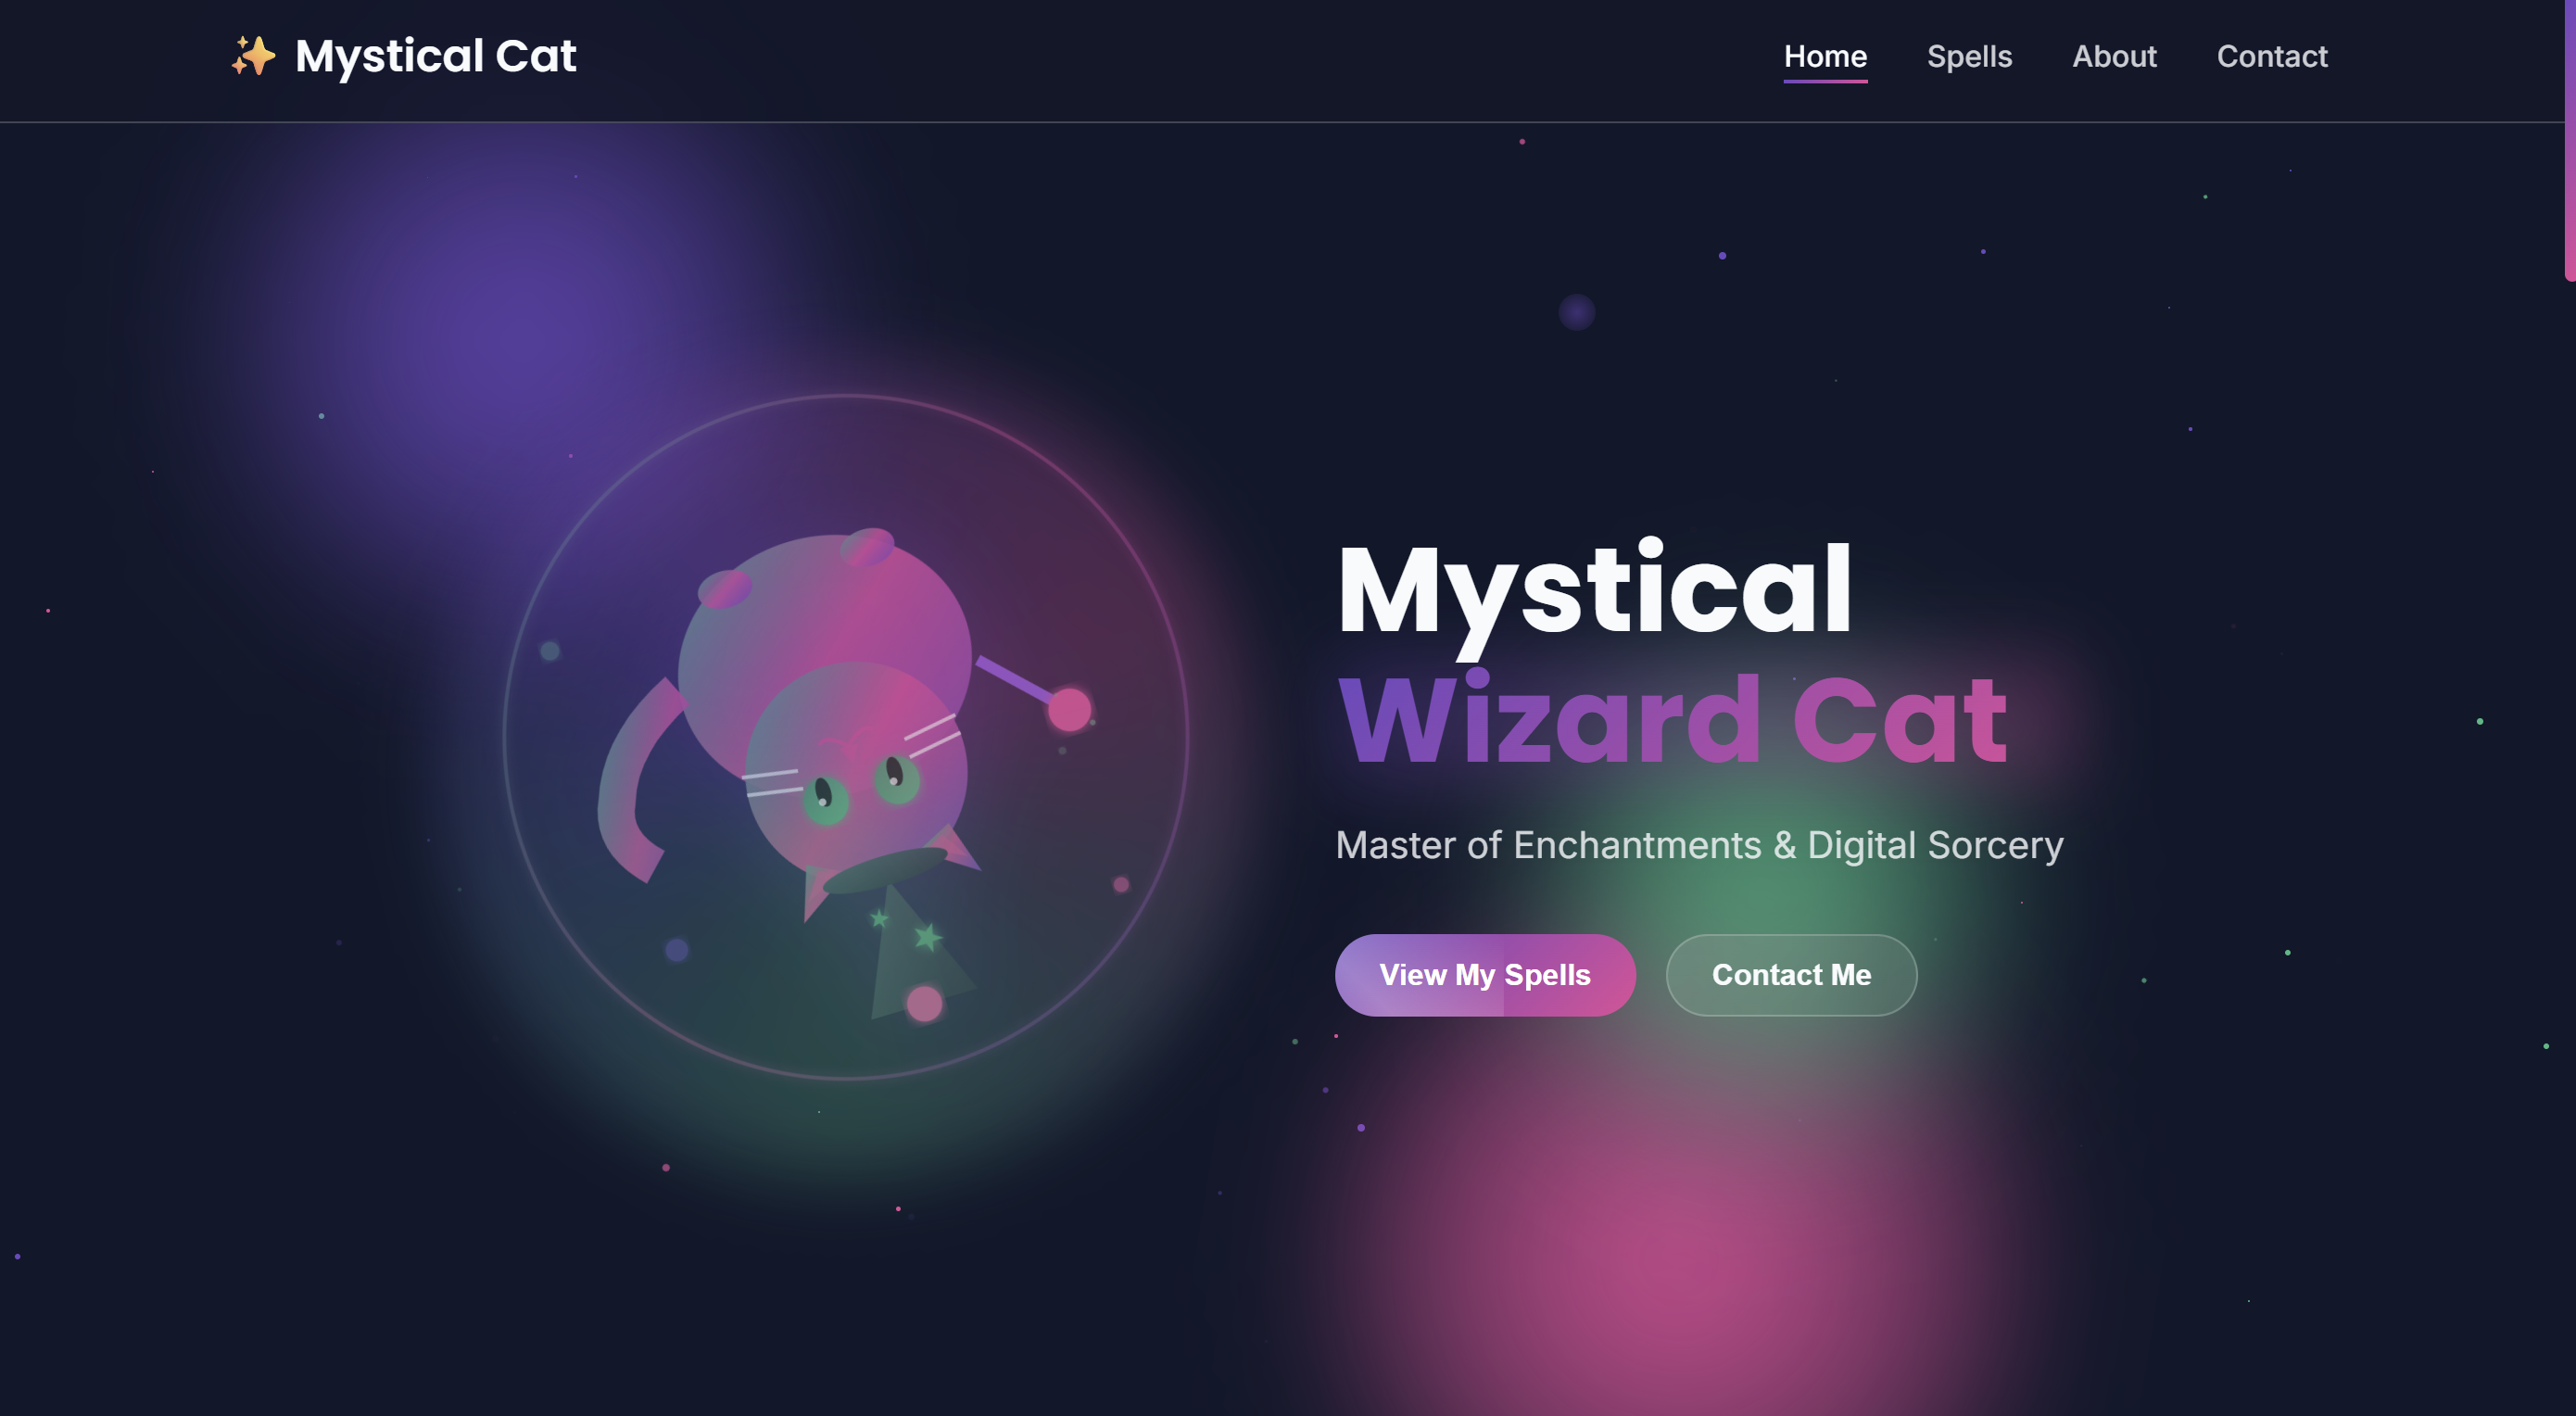 ✨ Mystical Cat
Home Spells About Contact
Mystical
Wizard Cat
Master of Enchantments & Digital Sorcery
View My Spells Contact Me